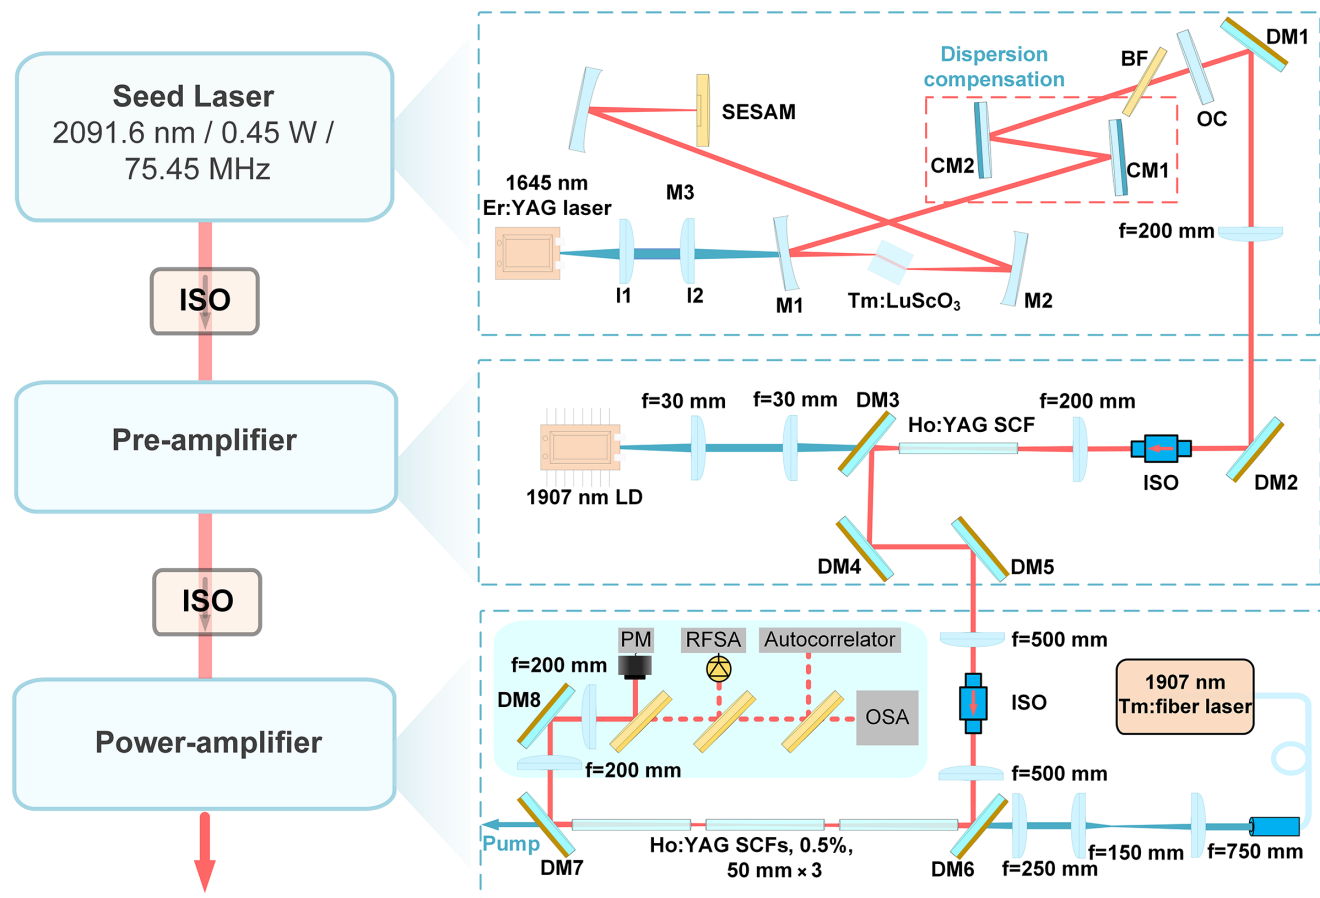 Seed Laser
2091.6 nm / 0.45 W /
75.45 MHz
ISO
Pre-amplifier
ISO
Power-amplifier
Dispersion
compensation
BF
DM1
OC
SESAM
CM2
CM1
1645 nm
Er:YAG laser
M3
f=200 mm
I1
I2
M1
Tm:LuScO₃
M2
f=30 mm
f=30 mm
DM3
f=200 mm
Ho:YAG SCF
1907 nm LD
ISO
DM2
DM4
DM5
PM
RFSA
Autocorrelator
f=500 mm
f=200 mm
DM8
OSA
ISO
1907 nm
Tm:fiber laser
f=200 mm
f=500 mm
Pump
DM7
Ho:YAG SCFs, 0.5%,
50 mm × 3
DM6
f=250 mm
f=150 mm
f=750 mm